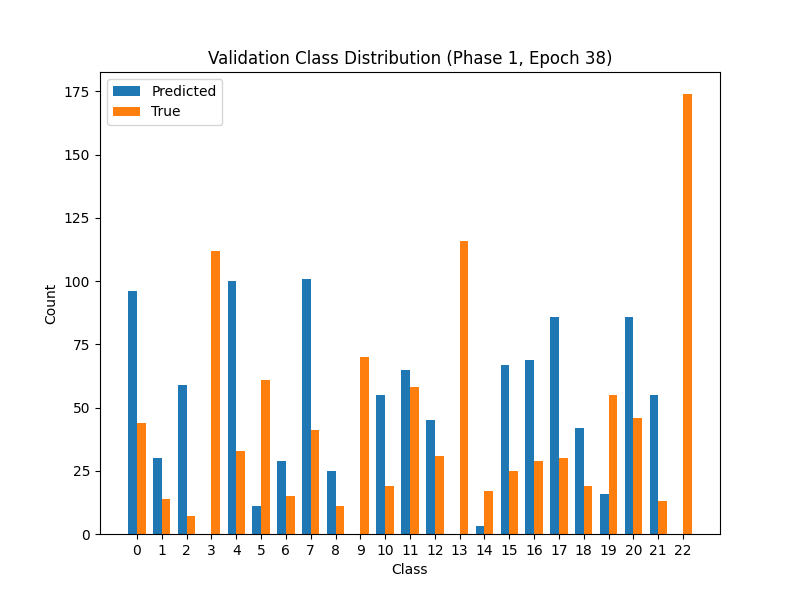 Validation Class Distribution (Phase 1, Epoch 38)
Predicted
True
175
150
125
100
75
50
25
0
Count
0 1 2 3 4 5 6 7 8 9 10 11 12 13 14 15 16 17 18 19 20 21 22
Class